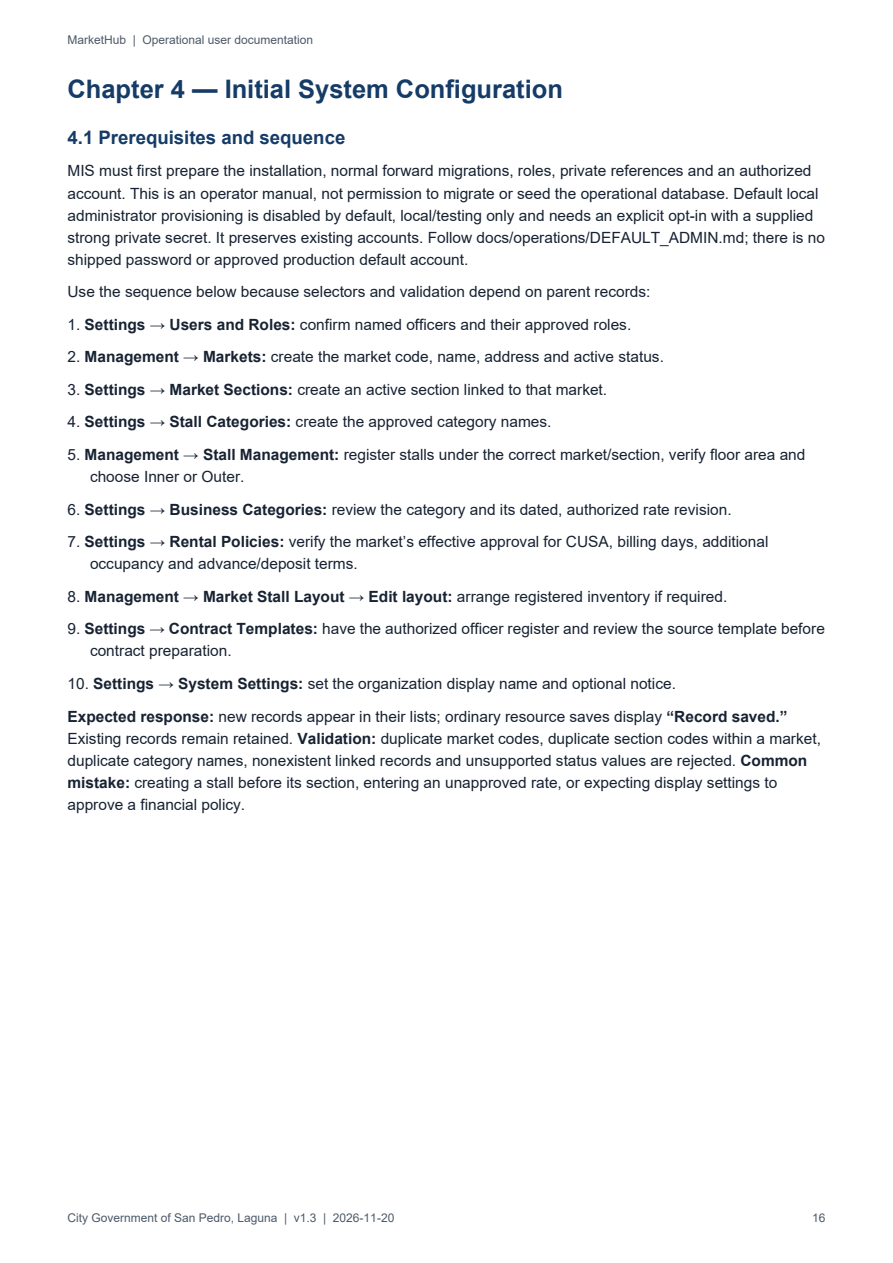 MarketHub | Operational user documentation
Chapter 4 — Initial System Configuration
4.1 Prerequisites and sequence
MIS must first prepare the installation, normal forward migrations, roles, private references and an authorized
account. This is an operator manual, not permission to migrate or seed the operational database. Default local
administrator provisioning is disabled by default, local/testing only and needs an explicit opt-in with a supplied
strong private secret. It preserves existing accounts. Follow docs/operations/DEFAULT_ADMIN.md; there is no
shipped password or approved production default account.
Use the sequence below because selectors and validation depend on parent records:
1. Settings → Users and Roles: confirm named officers and their approved roles.
2. Management → Markets: create the market code, name, address and active status.
3. Settings → Market Sections: create an active section linked to that market.
4. Settings → Stall Categories: create the approved category names.
5. Management → Stall Management: register stalls under the correct market/section, verify floor area and
choose Inner or Outer.
6. Settings → Business Categories: review the category and its dated, authorized rate revision.
7. Settings → Rental Policies: verify the market’s effective approval for CUSA, billing days, additional
occupancy and advance/deposit terms.
8. Management → Market Stall Layout → Edit layout: arrange registered inventory if required.
9. Settings → Contract Templates: have the authorized officer register and review the source template before
contract preparation.
10. Settings → System Settings: set the organization display name and optional notice.
Expected response: new records appear in their lists; ordinary resource saves display “Record saved.”
Existing records remain retained. Validation: duplicate market codes, duplicate section codes within a market,
duplicate category names, nonexistent linked records and unsupported status values are rejected. Common
mistake: creating a stall before its section, entering an unapproved rate, or expecting display settings to
approve a financial policy.
City Government of San Pedro, Laguna | v1.3 | 2026-11-20
16